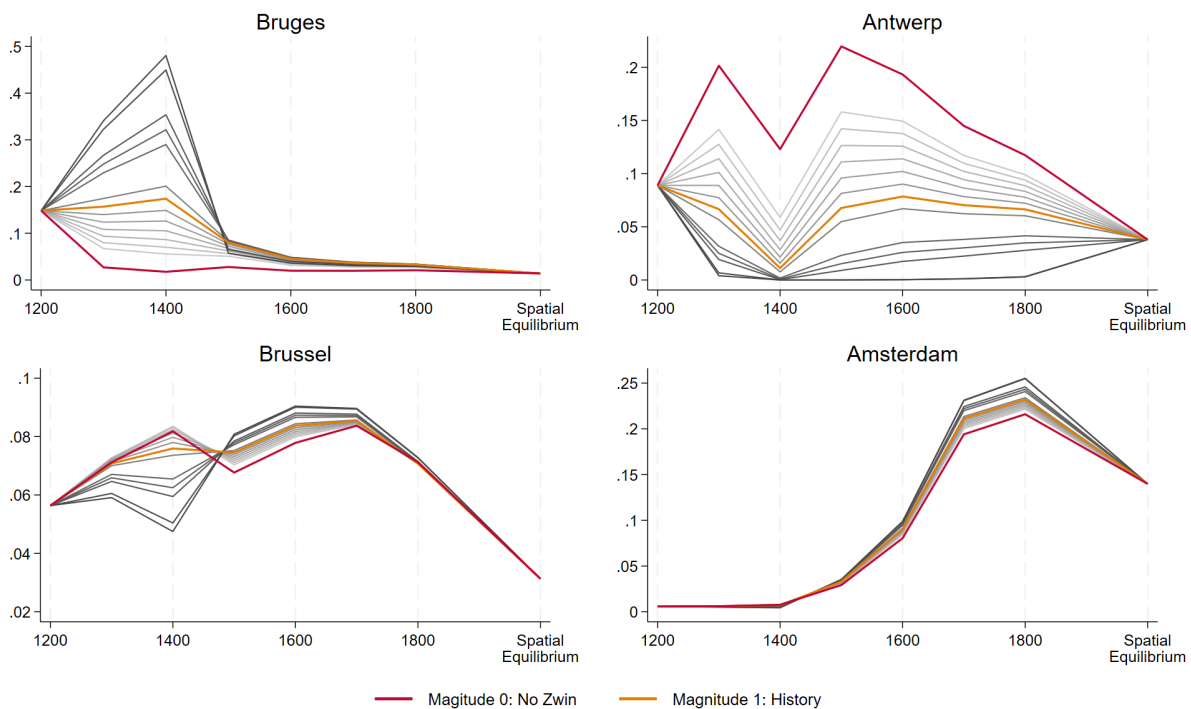 Bruges
.5
.4
.3
.2
.1
0
1200 1400 1600 1800 Spatial
Equilibrium
Antwerp
.2
.15
.1
.05
0
1200 1400 1600 1800 Spatial
Equilibrium
Brussel
.1
.08
.06
.04
.02
1200 1400 1600 1800 Spatial
Equilibrium
Amsterdam
.25
.2
.15
.1
.05
0
1200 1400 1600 1800 Spatial
Equilibrium
Magitude 0: No Zwin Magnitude 1: History